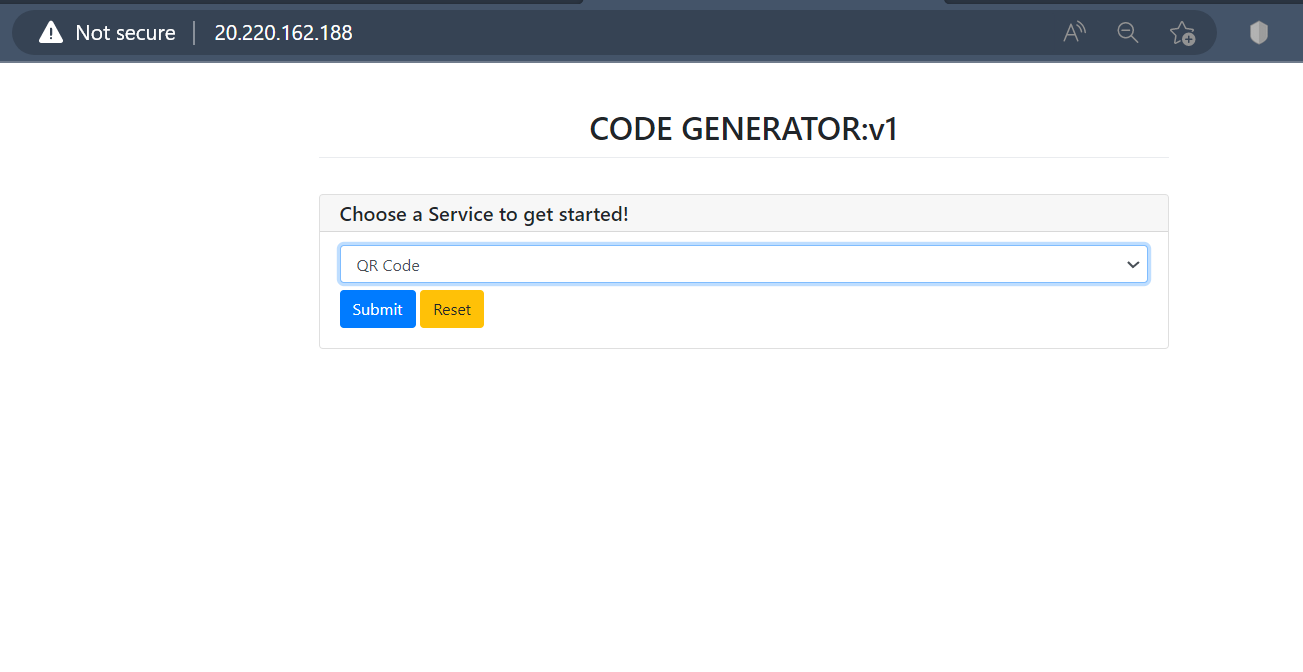 Not secure 20.220.162.188
CODE GENERATOR:v1
Choose a Service to get started!
QR Code
Submit Reset